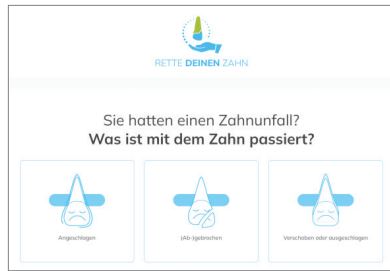 RETTE DEINEN ZAHN
Sie hatten einen Zahnunfall?
Was ist mit dem Zahn passiert?
Angeschlagen
(Ab-)gebrochen
Verschoben oder ausgeschlagen